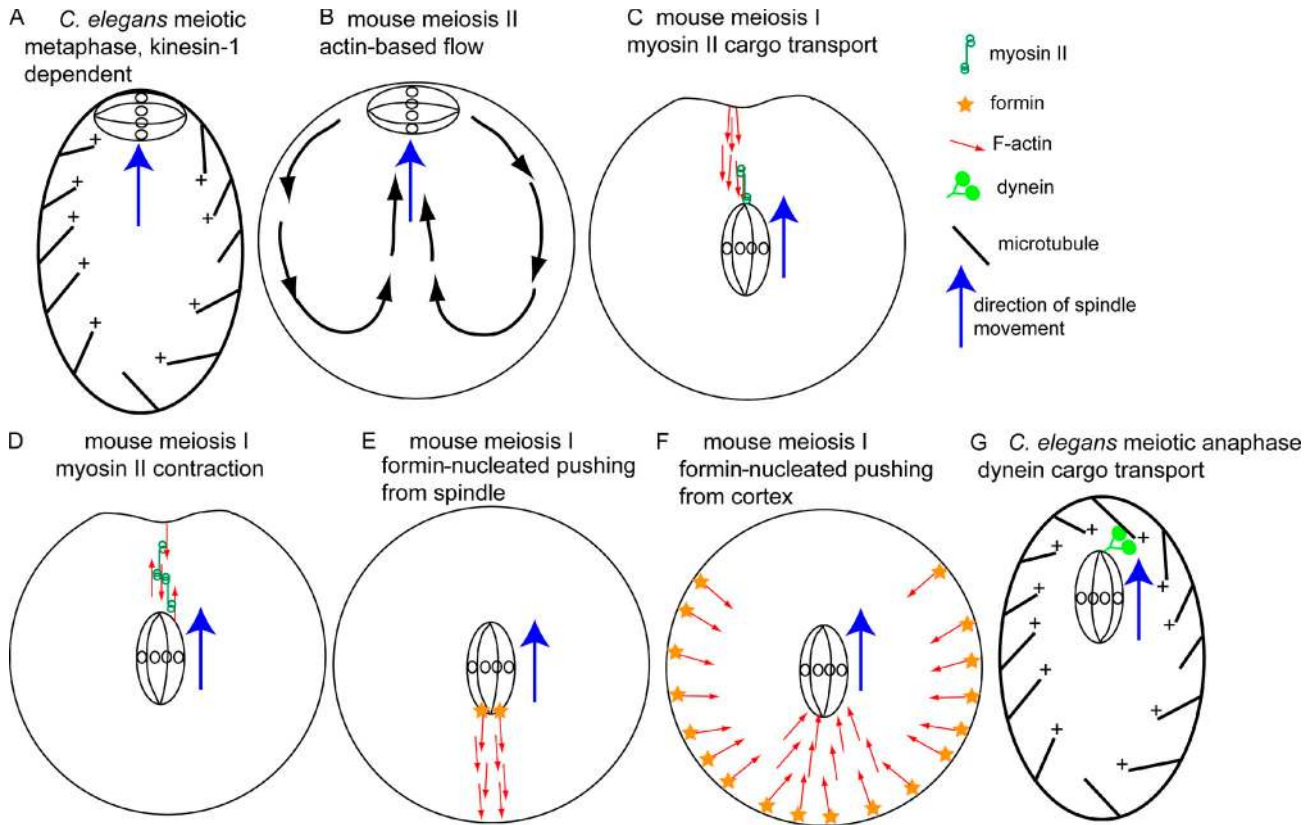 A
C. elegans meiotic
metaphase, kinesin-1
dependent
B mouse meiosis II
actin-based flow
C mouse meiosis I
myosin II cargo transport
myosin II
formin
F-actin
dynein
microtubule
direction of spindle
movement
+
+
+
+
+
+
+
+
+
+
D mouse meiosis I
myosin II contraction
E mouse meiosis I
formin-nucleated pushing
from spindle
F mouse meiosis I
formin-nucleated pushing
from cortex
G C. elegans meiotic anaphase
dynein cargo transport
+
+
+
+
+
+
+
+
+
+
+